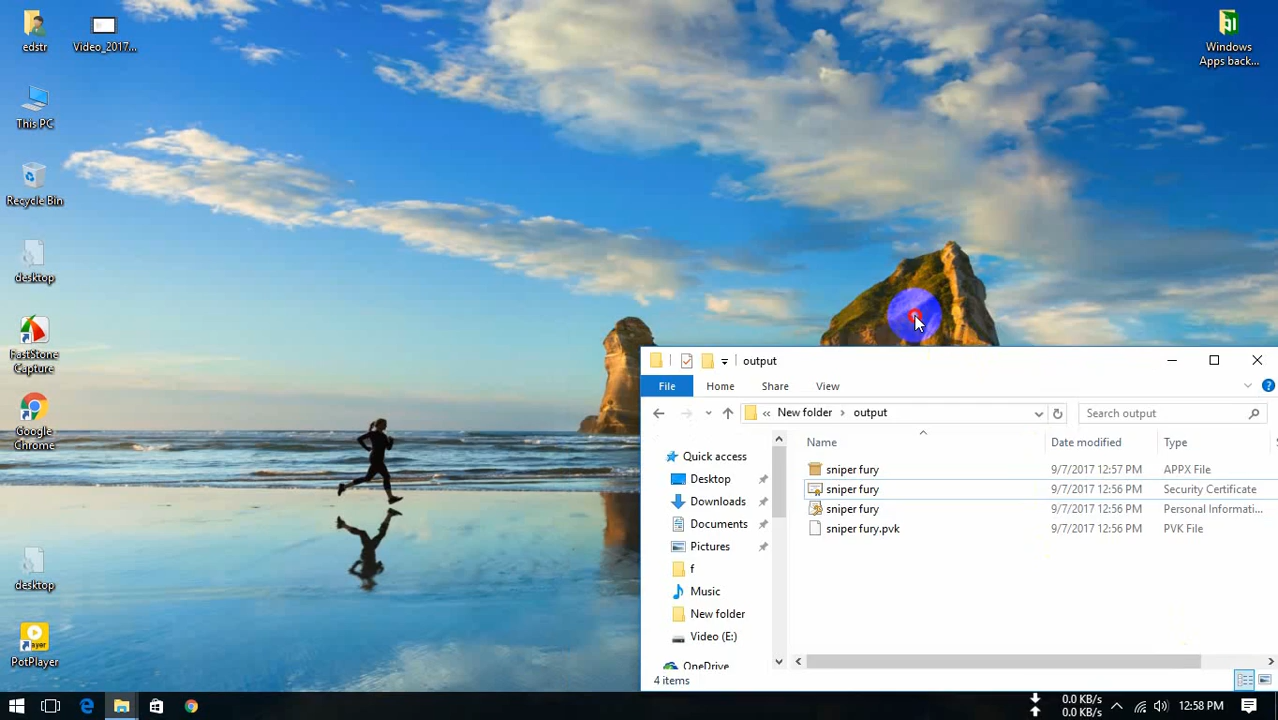 edstr
Video_2017...
Windows
Apps back...
This PC
Recycle Bin
desktop
FastStone
Capture
Google
Chrome
desktop
PotPlayer
output
File
Home
Share
View
«
New folder
output
Search output
Quick access
Desktop
Downloads
Documents
Pictures
f
Music
New folder
Video (E:)
OneDrive
Name
Date modified
Type
sniper fury 9/7/2017 12:57 PM APPX File
sniper fury 9/7/2017 12:56 PM Security Certificate
sniper fury 9/7/2017 12:56 PM Personal Informati...
sniper fury.pvk 9/7/2017 12:56 PM PVK File
4 items
0.0 KB/s
0.0 KB/s
12:58 PM